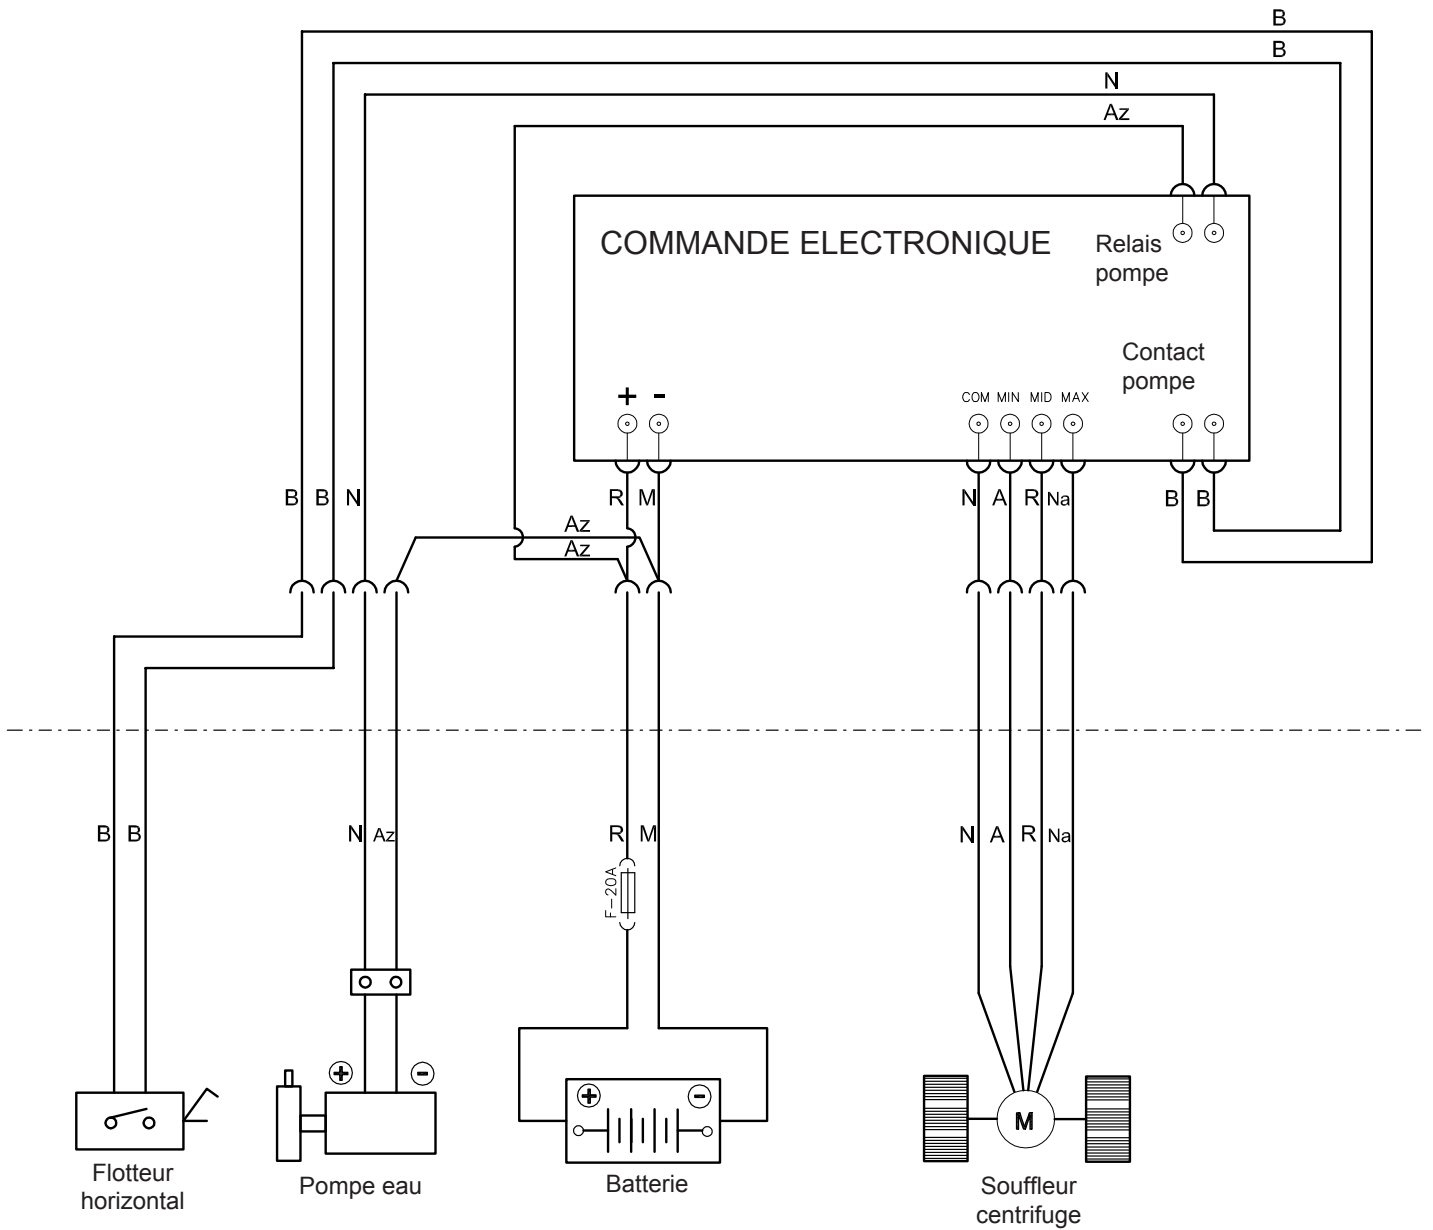 B
B
N
Az
COMMANDE ELECTRONIQUE
Relais
pompe
Contact
pompe
+ -
COM MIN MID MAX
B B N
R M
N A R Na
B B
Az
Az
B B
N Az
R M
N A R Na
F-20A
+ -
+ -
M
Flotteur
horizontal
Pompe eau
Batterie
Souffleur
centrifuge